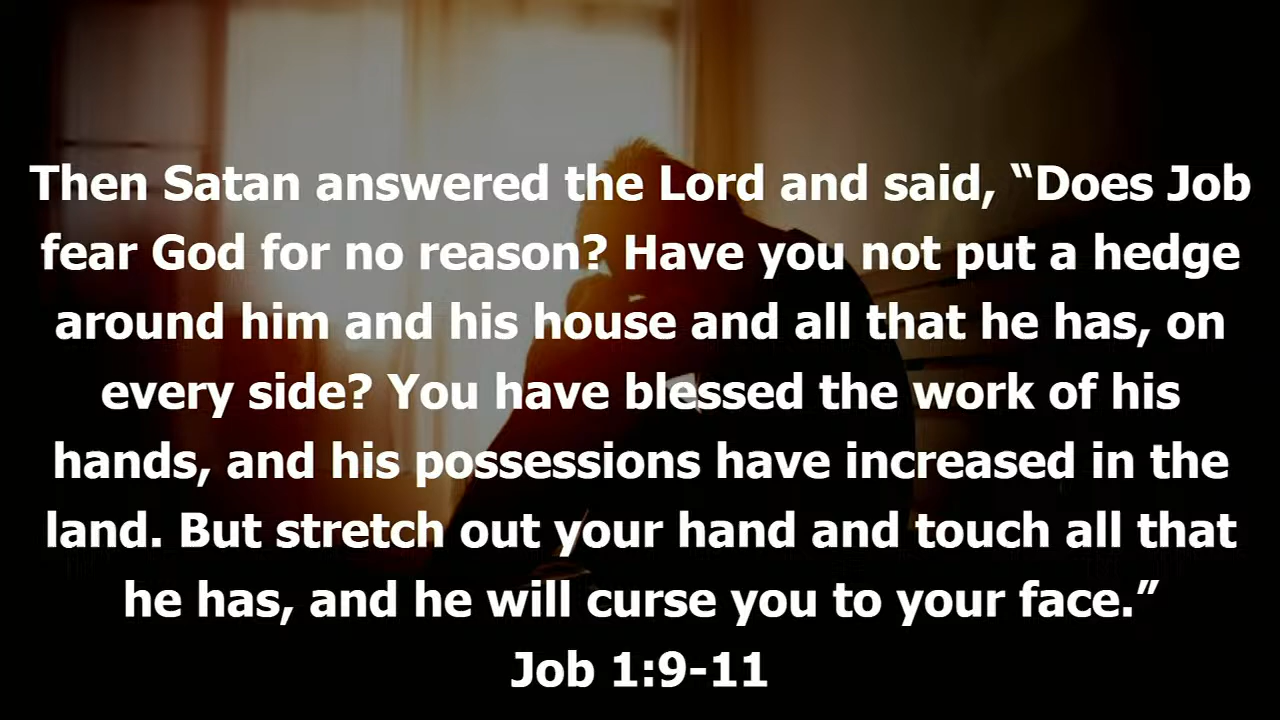 Then Satan answered the Lord and said, “Does Job
fear God for no reason? Have you not put a hedge
around him and his house and all that he has, on
every side? You have blessed the work of his
hands, and his possessions have increased in the
land. But stretch out your hand and touch all that
he has, and he will curse you to your face.”
Job 1:9-11